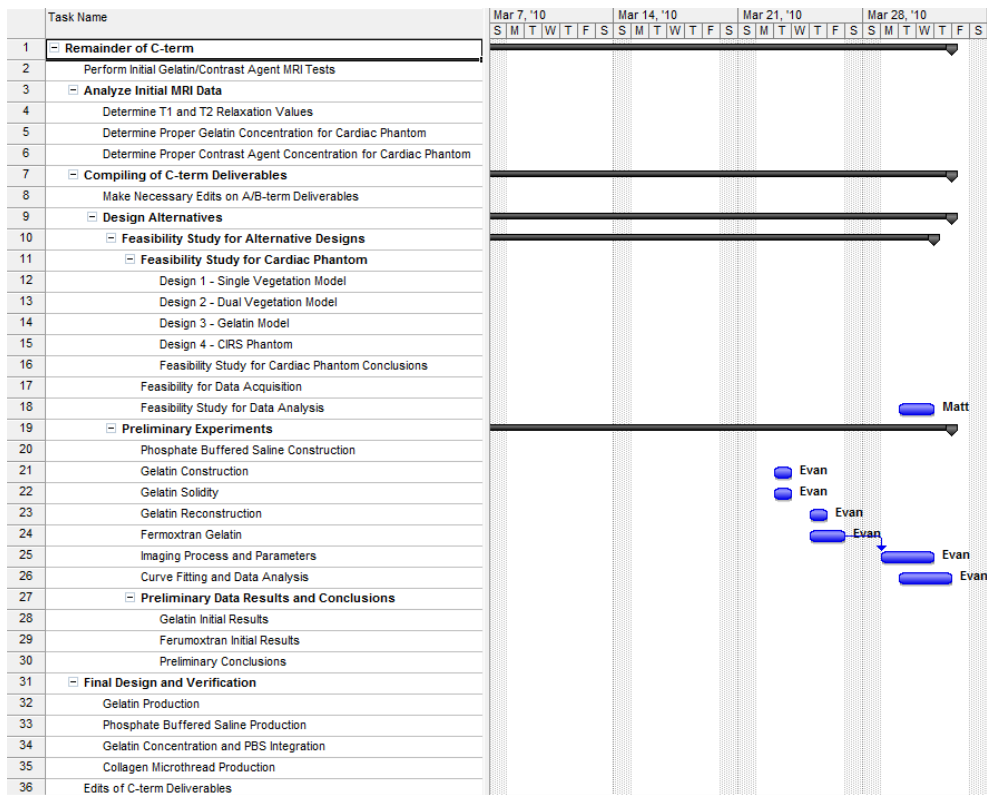 Task Name
Mar 7, '10 Mar 14, '10 Mar 21, '10 Mar 28, '10
S M T W T F S S M T W T F S S M T W T F S S M T W T F S
1 Remainder of C-term
2 Perform Initial Gelatin/Contrast Agent MRI Tests
3 Analyze Initial MRI Data
4 Determine T1 and T2 Relaxation Values
5 Determine Proper Gelatin Concentration for Cardiac Phantom
6 Determine Proper Contrast Agent Concentration for Cardiac Phantom
7 Compiling of C-term Deliverables
8 Make Necessary Edits on A/B-term Deliverables
9 Design Alternatives
10 Feasibility Study for Alternative Designs
11 Feasibility Study for Cardiac Phantom
12 Design 1 - Single Vegetation Model
13 Design 2 - Dual Vegetation Model
14 Design 3 - Gelatin Model
15 Design 4 - CIRS Phantom
16 Feasibility Study for Cardiac Phantom Conclusions
17 Feasibility for Data Acquisition
18 Feasibility Study for Data Analysis Matt
19 Preliminary Experiments
20 Phosphate Buffered Saline Construction
21 Gelatin Construction Evan
22 Gelatin Solidity Evan
23 Gelatin Reconstruction Evan
24 Fermoxtran Gelatin Evan
25 Imaging Process and Parameters Evan
26 Curve Fitting and Data Analysis Evan
27 Preliminary Data Results and Conclusions
28 Gelatin Initial Results
29 Ferumoxtran Initial Results
30 Preliminary Conclusions
31 Final Design and Verification
32 Gelatin Production
33 Phosphate Buffered Saline Production
34 Gelatin Concentration and PBS Integration
35 Collagen Microthread Production
36 Edits of C-term Deliverables